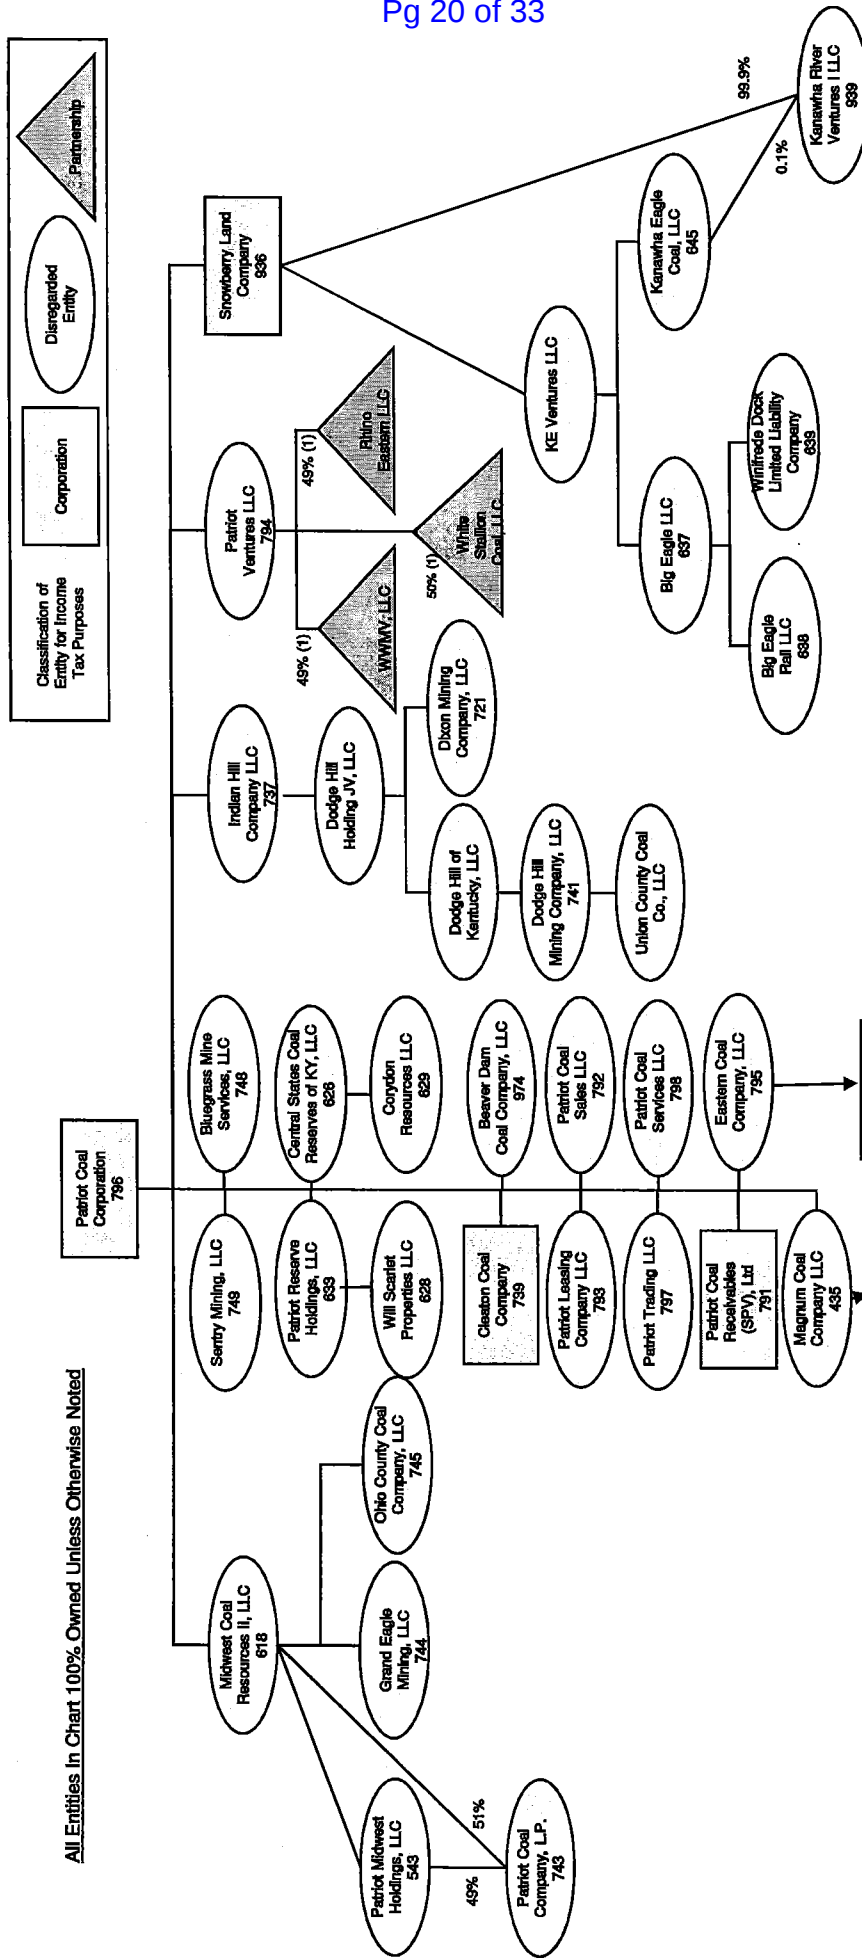 Pg 20 of 33
All Entities In Chart 100% Owned Unless Otherwise Noted
Classification of
Entity for Income
Tax Purposes
Corporation
Disregarded
Entity
Partnership
Patriot Coal
Corporation
796
Midwest Coal
Resources II, LLC
618
Patriot Midwest
Holdings, LLC
543
49%
51%
Patriot Coal
Company, L.P.
743
Grand Eagle
Mining, LLC
744
Ohio County Coal
Company, LLC
745
Sentry Mining, LLC
749
Bluegrass Mine
Services, LLC
748
Patriot Reserve
Holdings, LLC
633
Central States Coal
Reserves of KY, LLC
626
Will Scarlet
Properties LLC
628
Corydon
Resources LLC
629
Cleaton Coal
Company
739
Beaver Dam
Coal Company, LLC
974
Patriot Leasing
Company LLC
793
Patriot Coal
Sales LLC
792
Patriot Trading LLC
797
Patriot Coal
Services LLC
798
Patriot Coal
Receivables
(SPV), Ltd
791
Eastern Coal
Company, LLC
795
Magnum Coal
Company LLC
435
Indian Hill
Company LLC
737
Dodge Hill
Holding JV, LLC
Dodge Hill of
Kentucky, LLC
Dixon Mining
Company, LLC
721
Dodge Hill
Mining Company, LLC
741
Union County Coal
Co., LLC
Patriot
Ventures LLC
794
49% (1)
WWMV, LLC
50% (1)
White
Stallion
Coal, LLC
49% (1)
Rhino
Eastern LLC
Snowberry Land
Company
936
KE Ventures LLC
Big Eagle LLC
637
Kanawha Eagle
Coal, LLC
645
Big Eagle
Rail LLC
638
Winifrede Dock
Limited Liability
Company
639
99.9%
0.1%
Kanawha River
Ventures I LLC
939